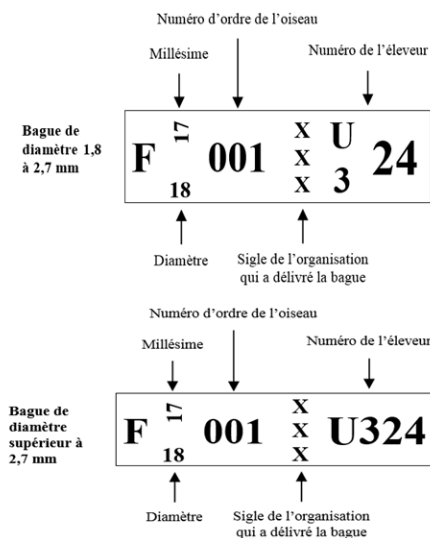 Numéro d'ordre de l'oiseau
Millésime
Numéro de l'éleveur
Bague de
diamètre 1,8
à 2,7 mm
F 17 18 001 X X X U 3 24
Diamètre
Sigle de l'organisation
qui a délivré la bague
Numéro d'ordre de l'oiseau
Millésime
Numéro de l'éleveur
Bague de
diamètre
supérieur à
2,7 mm
F 17 18 001 X X X U324
Diamètre
Sigle de l'organisation
qui a délivré la bague